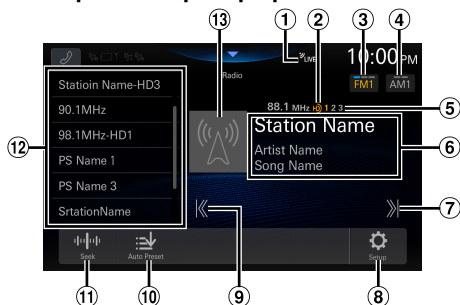 13
1
2
3
4
LIVE
10:00 PM
Radio
FM1
AM1
Statioin Name-HD3
90.1MHz
98.1MHz-HD1
PS Name 1
PS Name 3
SrtationName
12
88.1 MHz HD 1 2 3
5
Station Name
Artist Name
Song Name
6
7
Seek
Auto Preset
Setup
11
10
9
8